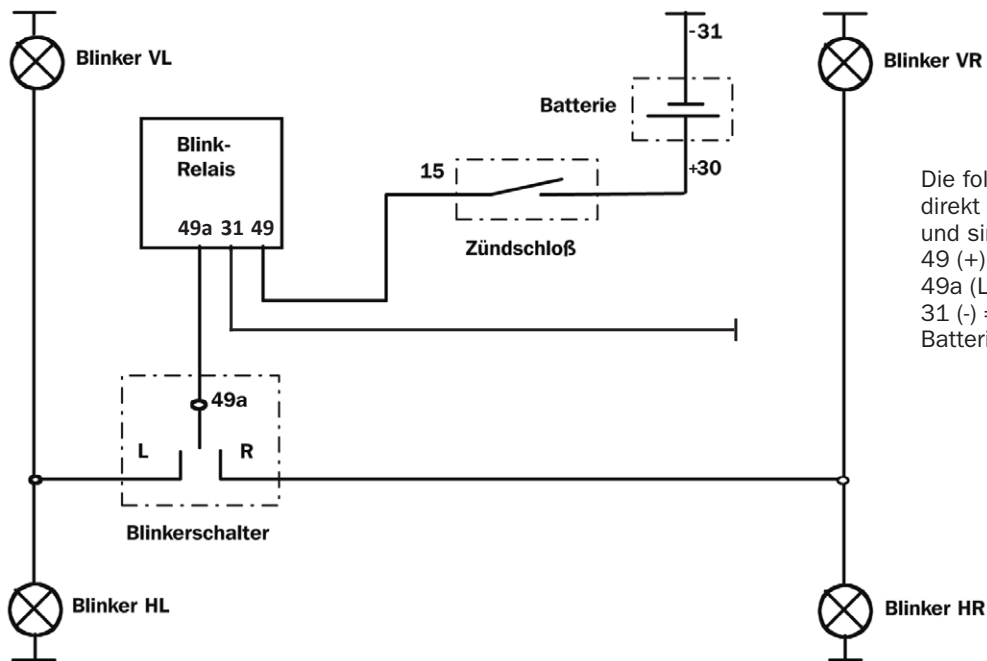 Blinker VL
-31
Blinker VR
Batterie
Blink-
Relais
15
+30
49a 31 49
Zündschloß
Die fol
direkt
und sin
49 (+)
49a (L
31 (-) =
Batteri
49a
L
R
Blinkerschalter
Blinker HL
Blinker HR